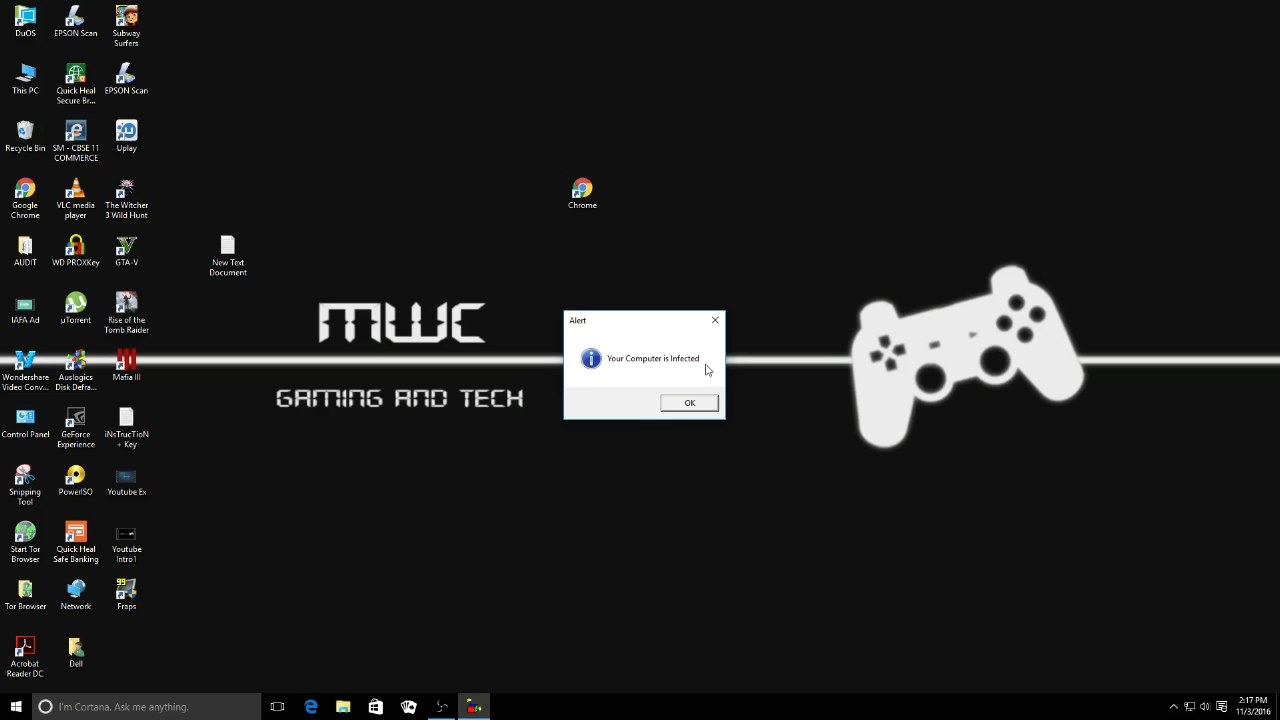 DuOS
EPSON Scan
Subway
Surfers
This PC
Quick Heal
Secure Br...
EPSON Scan
Recycle Bin
SM - CBSE 11
COMMERCE
Uplay
Google
Chrome
VLC media
player
The Witcher
3 Wild Hunt
Chrome
AUDIT
WD PROXKey
GTA-V
New Text
Document
IAFA Ad
µTorrent
Rise of the
Tomb Raider
MWC
GAMING AND TECH
Alert
Your Computer is Infected
OK
Wondershare
Video Conv...
Auslogics
Disk Defra...
Mafia III
Control Panel
GeForce
Experience
iNsTrucTioN
+ Key
Snipping
Tool
PowerISO
Youtube Ex
Start Tor
Browser
Quick Heal
Safe Banking
Youtube
Intro1
Tor Browser
Network
99
Fraps
Acrobat
Reader DC
Dell
I'm Cortana. Ask me anything.
2:17 PM
11/3/2016